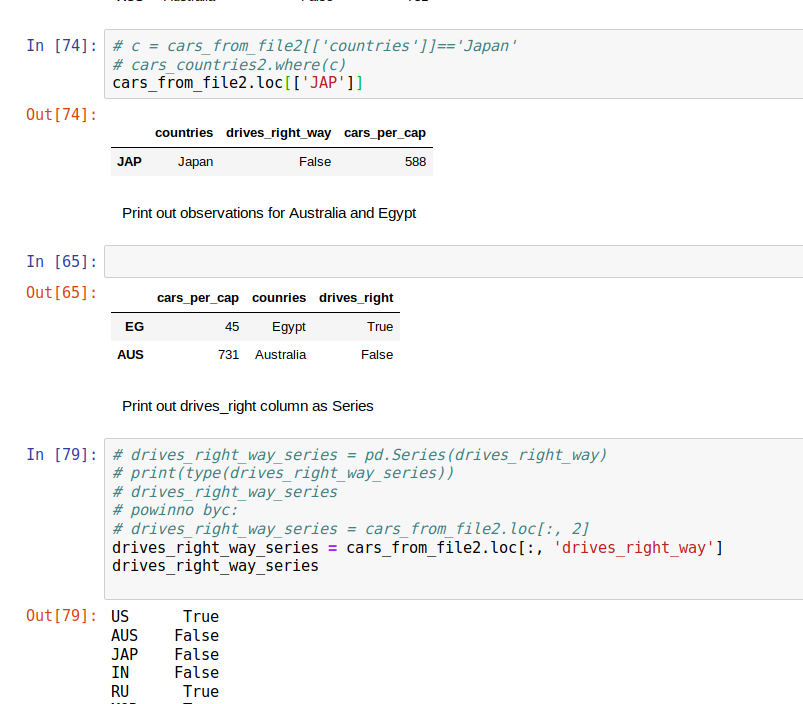 AUS Australia False 731
In [74]: # c = cars_from_file2[['countries']]=='Japan'
# cars_countries2.where(c)
cars_from_file2.loc[['JAP']]
Out[74]:
countries drives_right_way cars_per_cap
JAP Japan False 588
Print out observations for Australia and Egypt
In [65]:
Out[65]:
cars_per_cap counries drives_right
EG 45 Egypt True
AUS 731 Australia False
Print out drives_right column as Series
In [79]: # drives_right_way_series = pd.Series(drives_right_way)
# print(type(drives_right_way_series))
# drives_right_way_series
# powinno byc:
# drives_right_way_series = cars_from_file2.loc[:, 2]
drives_right_way_series = cars_from_file2.loc[:, 'drives_right_way']
drives_right_way_series
Out[79]: US True
AUS False
JAP False
IN False
RU True